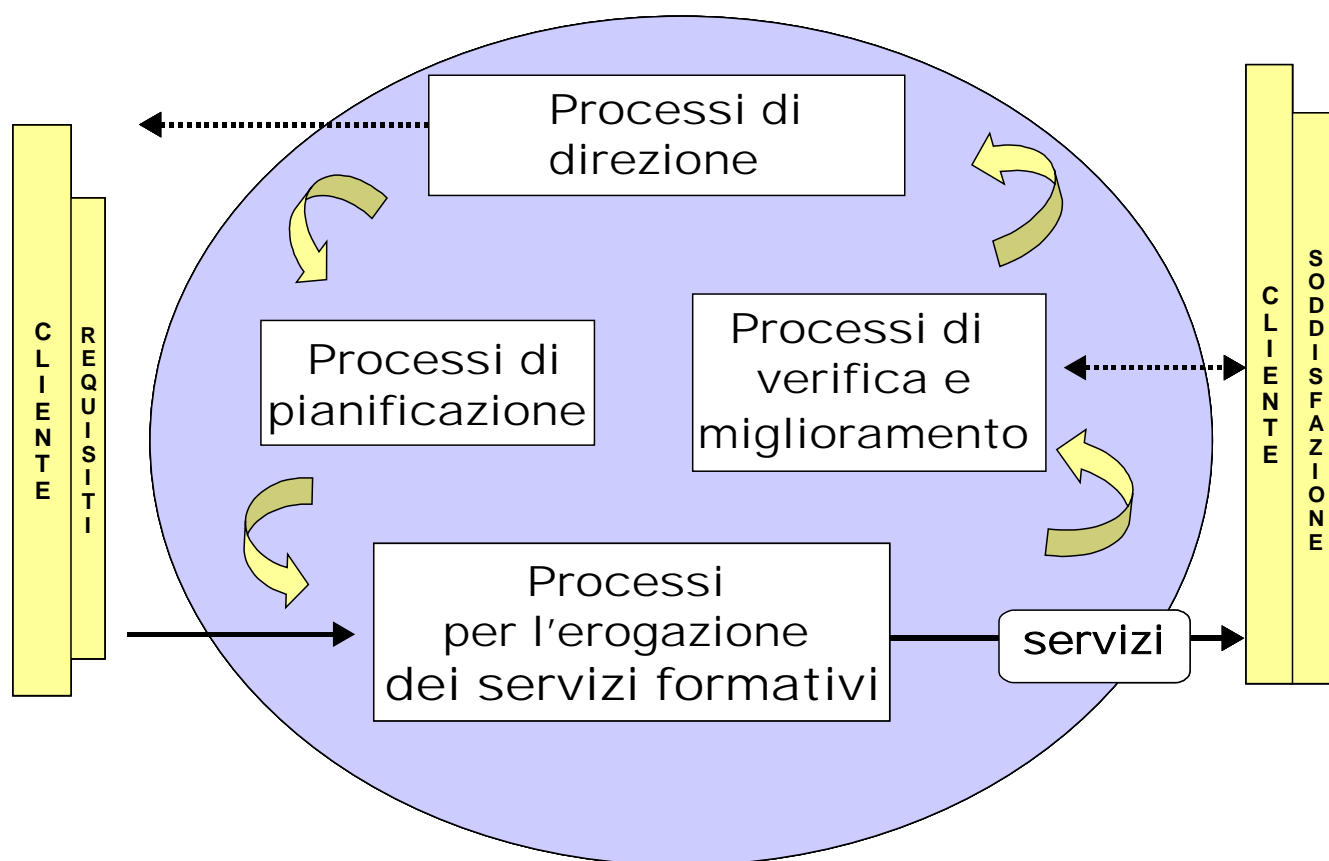 Processi di
direzione
CLIENTE
REQUISITI
Processi di
pianificazione
Processi di
verifica e
miglioramento
CLIENTE
SODDISFAZIONE
Processi
per l'erogazione
dei servizi formativi
servizi